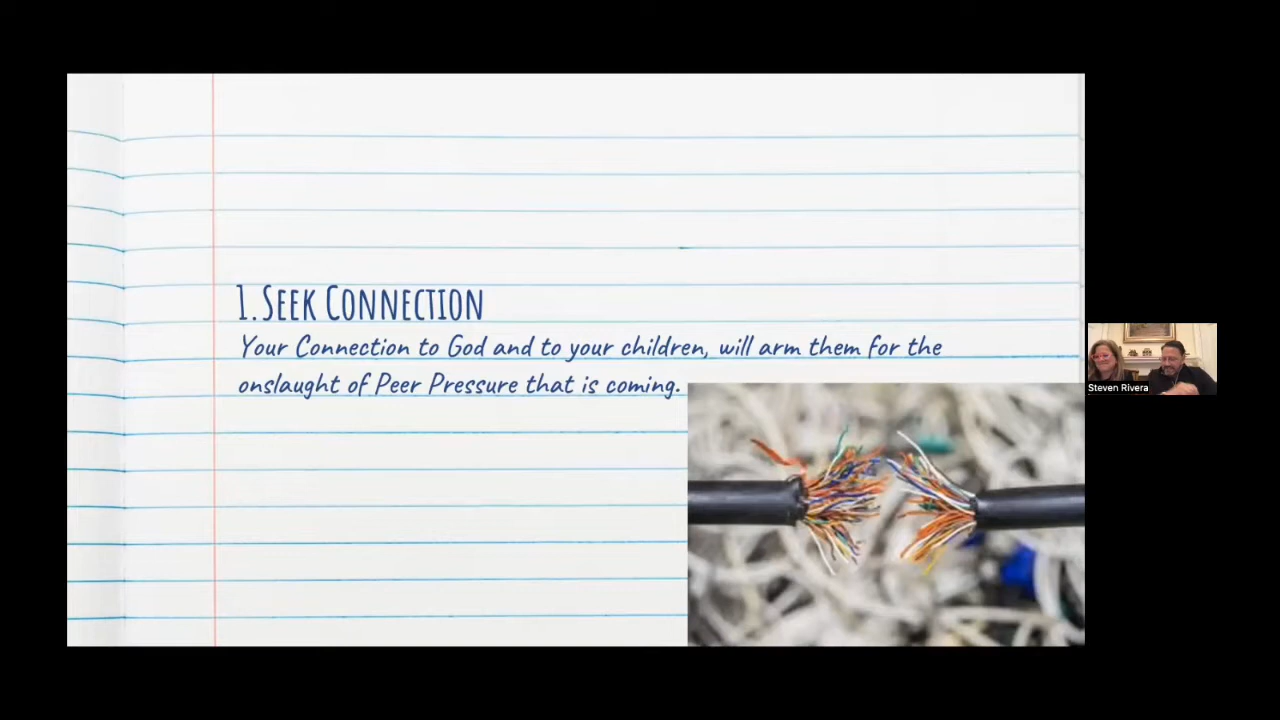 1. Seek Connection
Your Connection to God and to your children, will arm them for the
onslaught of Peer Pressure that is coming.
Steven Rivera